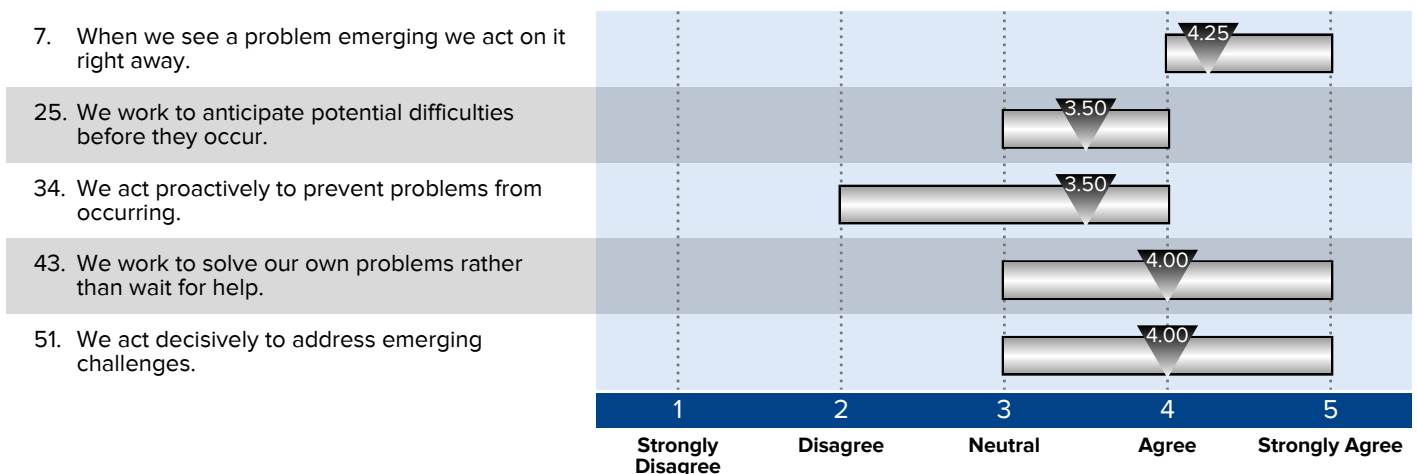 7. When we see a problem emerging we act on it
right away.
4.25
25. We work to anticipate potential difficulties
before they occur.
3.50
34. We act proactively to prevent problems from
occurring.
3.50
43. We work to solve our own problems rather
than wait for help.
4.00
51. We act decisively to address emerging
challenges.
4.00
1 2 3 4 5
Strongly Disagree Disagree Neutral Agree Strongly Agree